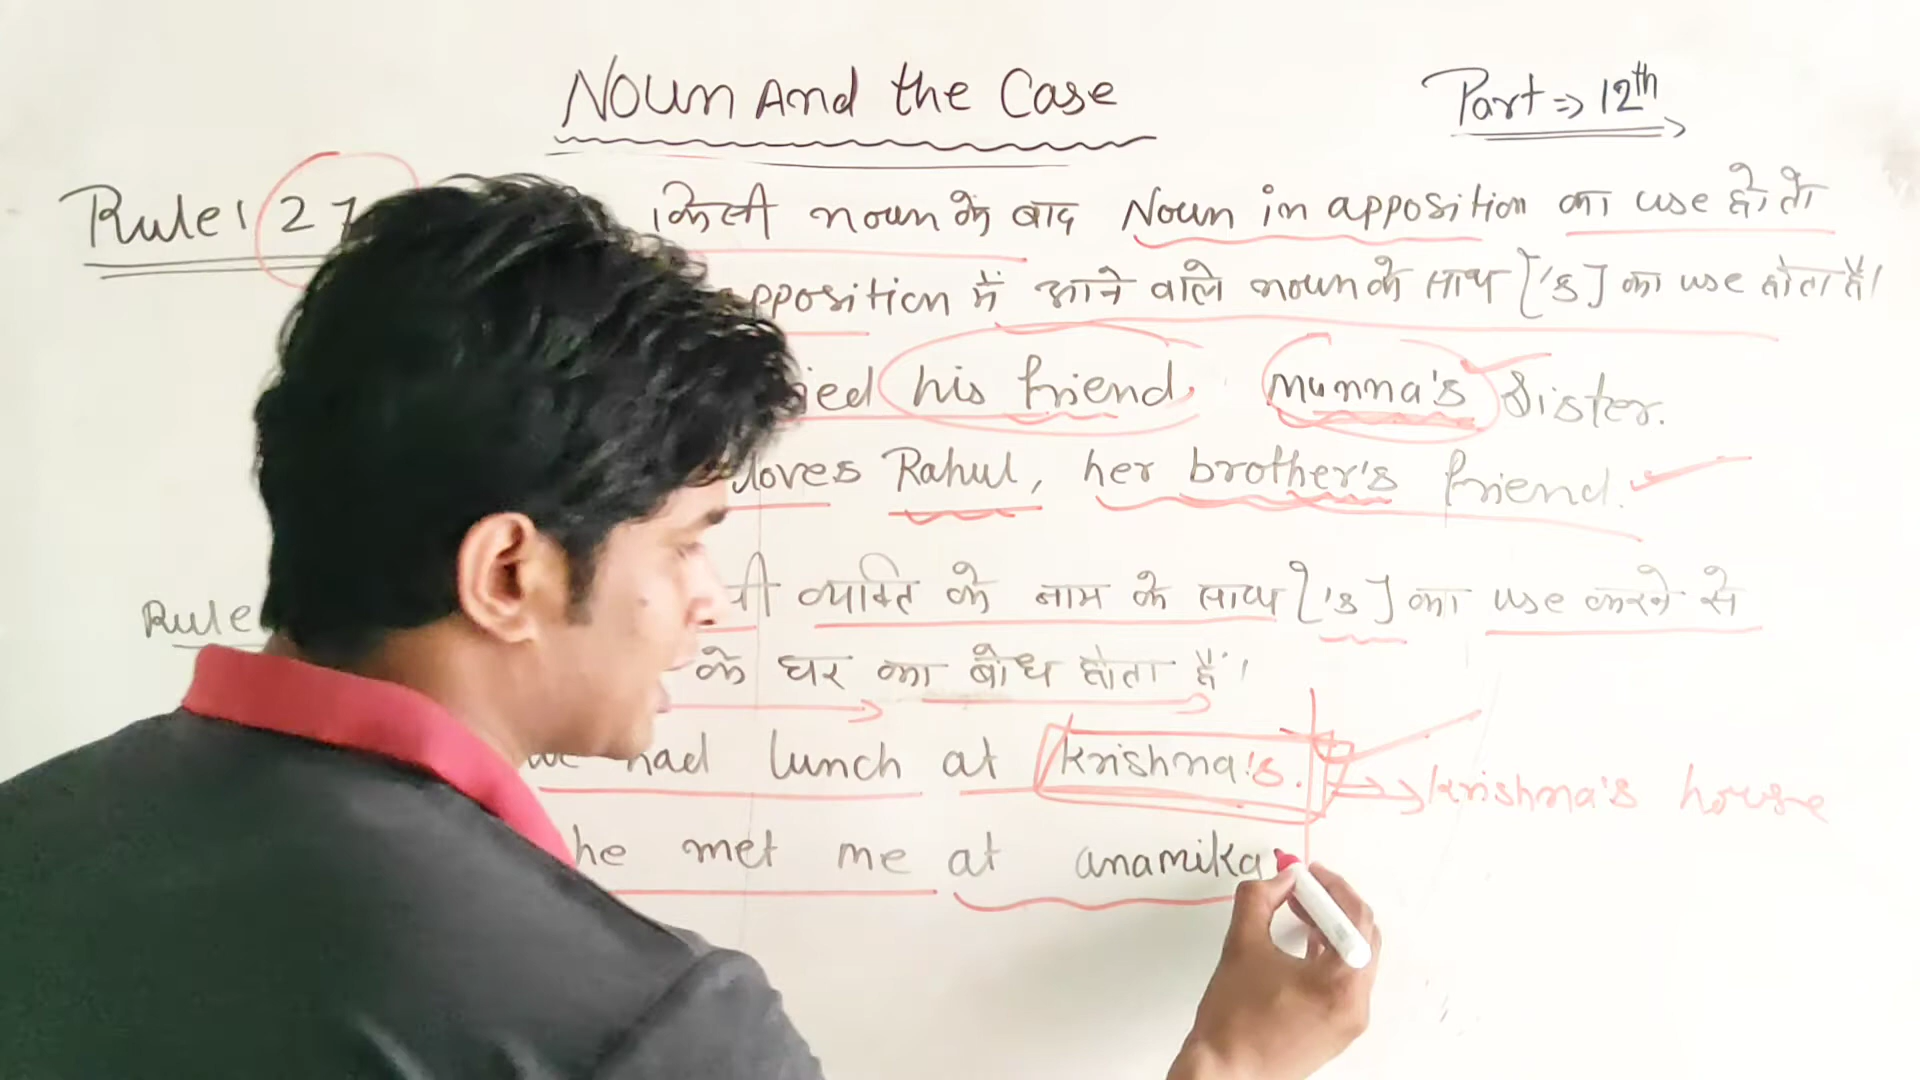 Noun And the Case
Part ⇒ 12th
Rule: 27 किसी noun के बाद Noun in apposition का use हो तो
apposition में आने वाले noun के साथ ['s] का use होता है।
his friend, munna's Sister.
loves Rahul, her brother's friend.
Rule व्यक्ति के नाम के साथ ['s] का use करने से
के घर का बोध होता है।
we had lunch at krishna's. → krishna's house
he met me at anamika